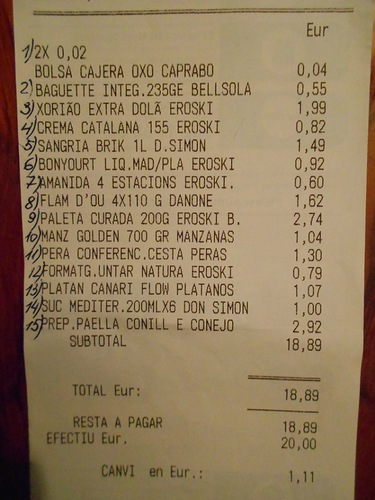 Eur
1) 2X 0,02
BOLSA CAJERA OXO CAPRABO 0,04
2) BAGUETTE INTEG.235GE BELLSOLA 0,55
3) XORIÃO EXTRA DOLÃ EROSKI 1,99
4) CREMA CATALANA 155 EROSKI 0,82
5) SANGRIA BRIK 1L D.SIMON 1,49
6) BONYOURT LIQ.MAD/PLA EROSKI 0,92
7) AMANIDA 4 ESTACIONS EROSKI. 0,60
8) FLAM D'OU 4X110 G DANONE 1,62
9) PALETA CURADA 200G EROSKI B. 2,74
10) MANZ GOLDEN 700 GR MANZANAS 1,04
11) PERA CONFERENC.CESTA PERAS 1,30
12) FORMATG.UNTAR NATURA EROSKI 0,79
13) PLATAN CANARI FLOW PLATANOS 1,07
14) SUC MEDITER.200MLX6 DON SIMON 1,00
15) PREP.PAELLA CONILL E CONEJO 2,92
SUBTOTAL 18,89
TOTAL Eur: 18,89
RESTA A PAGAR 18,89
EFECTIU Eur. 20,00
CANVI en Eur.: 1,11